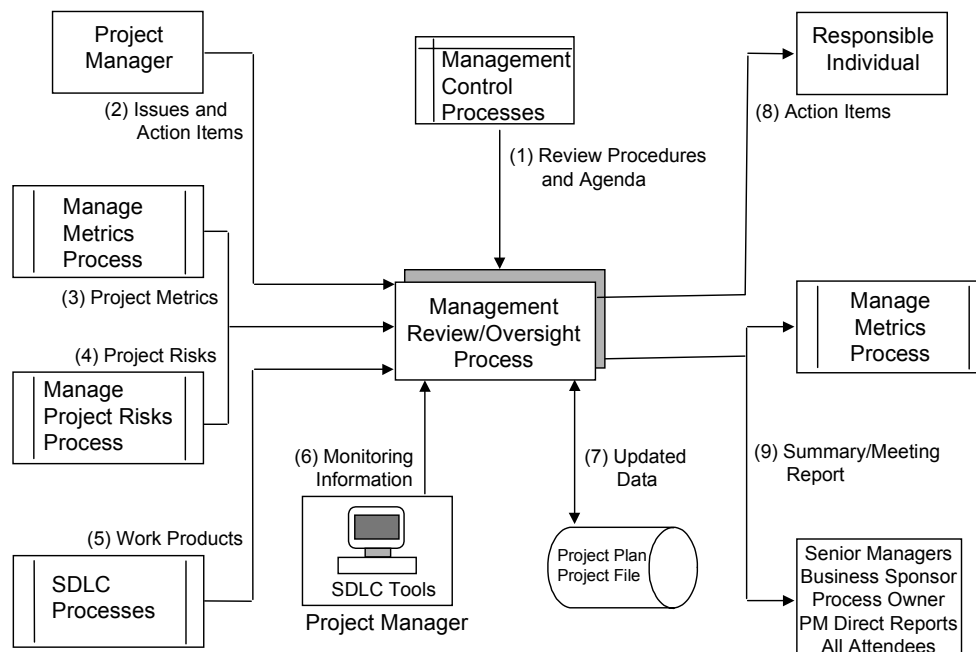 Project
Manager
(2) Issues and
Action Items
Management
Control
Processes
(1) Review Procedures
and Agenda
Responsible
Individual
(8) Action Items
Manage
Metrics
Process
(3) Project Metrics
(4) Project Risks
Manage
Project Risks
Process
Management
Review/Oversight
Process
Manage
Metrics
Process
(5) Work Products
SDLC
Processes
(6) Monitoring
Information
SDLC Tools
Project Manager
(7) Updated
Data
Project Plan
Project File
(9) Summary/Meeting
Report
Senior Managers
Business Sponsor
Process Owner
PM Direct Reports
All Attendees